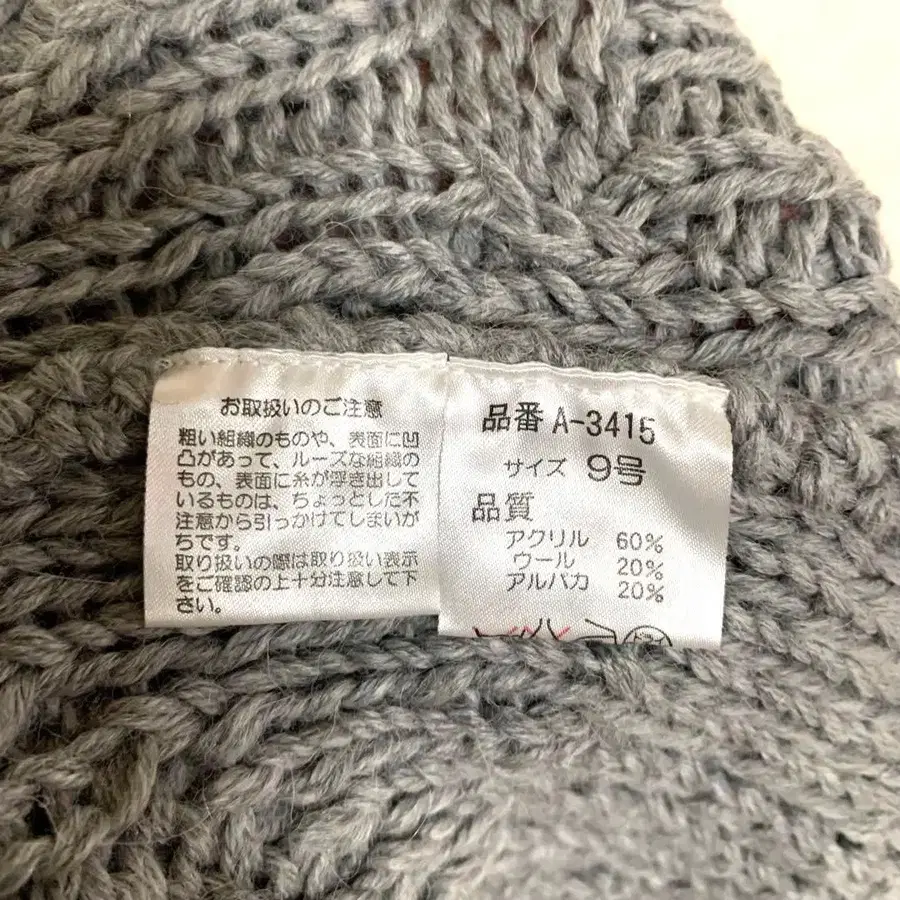 お取扱いのご注意
粗い組織のものや、表面に凹
凸があって、ルーズな組織の
もの、表面に糸が浮き出して
いるものは、ちょっとした不
注意から引っかけてしまいが
ちです。
取り扱いの際は取り扱い表示
をご確認の上十分注意して下
さい。
品番 A-3415
サイズ 9号
品質
アクリル 60%
ウール 20%
アルパカ 20%